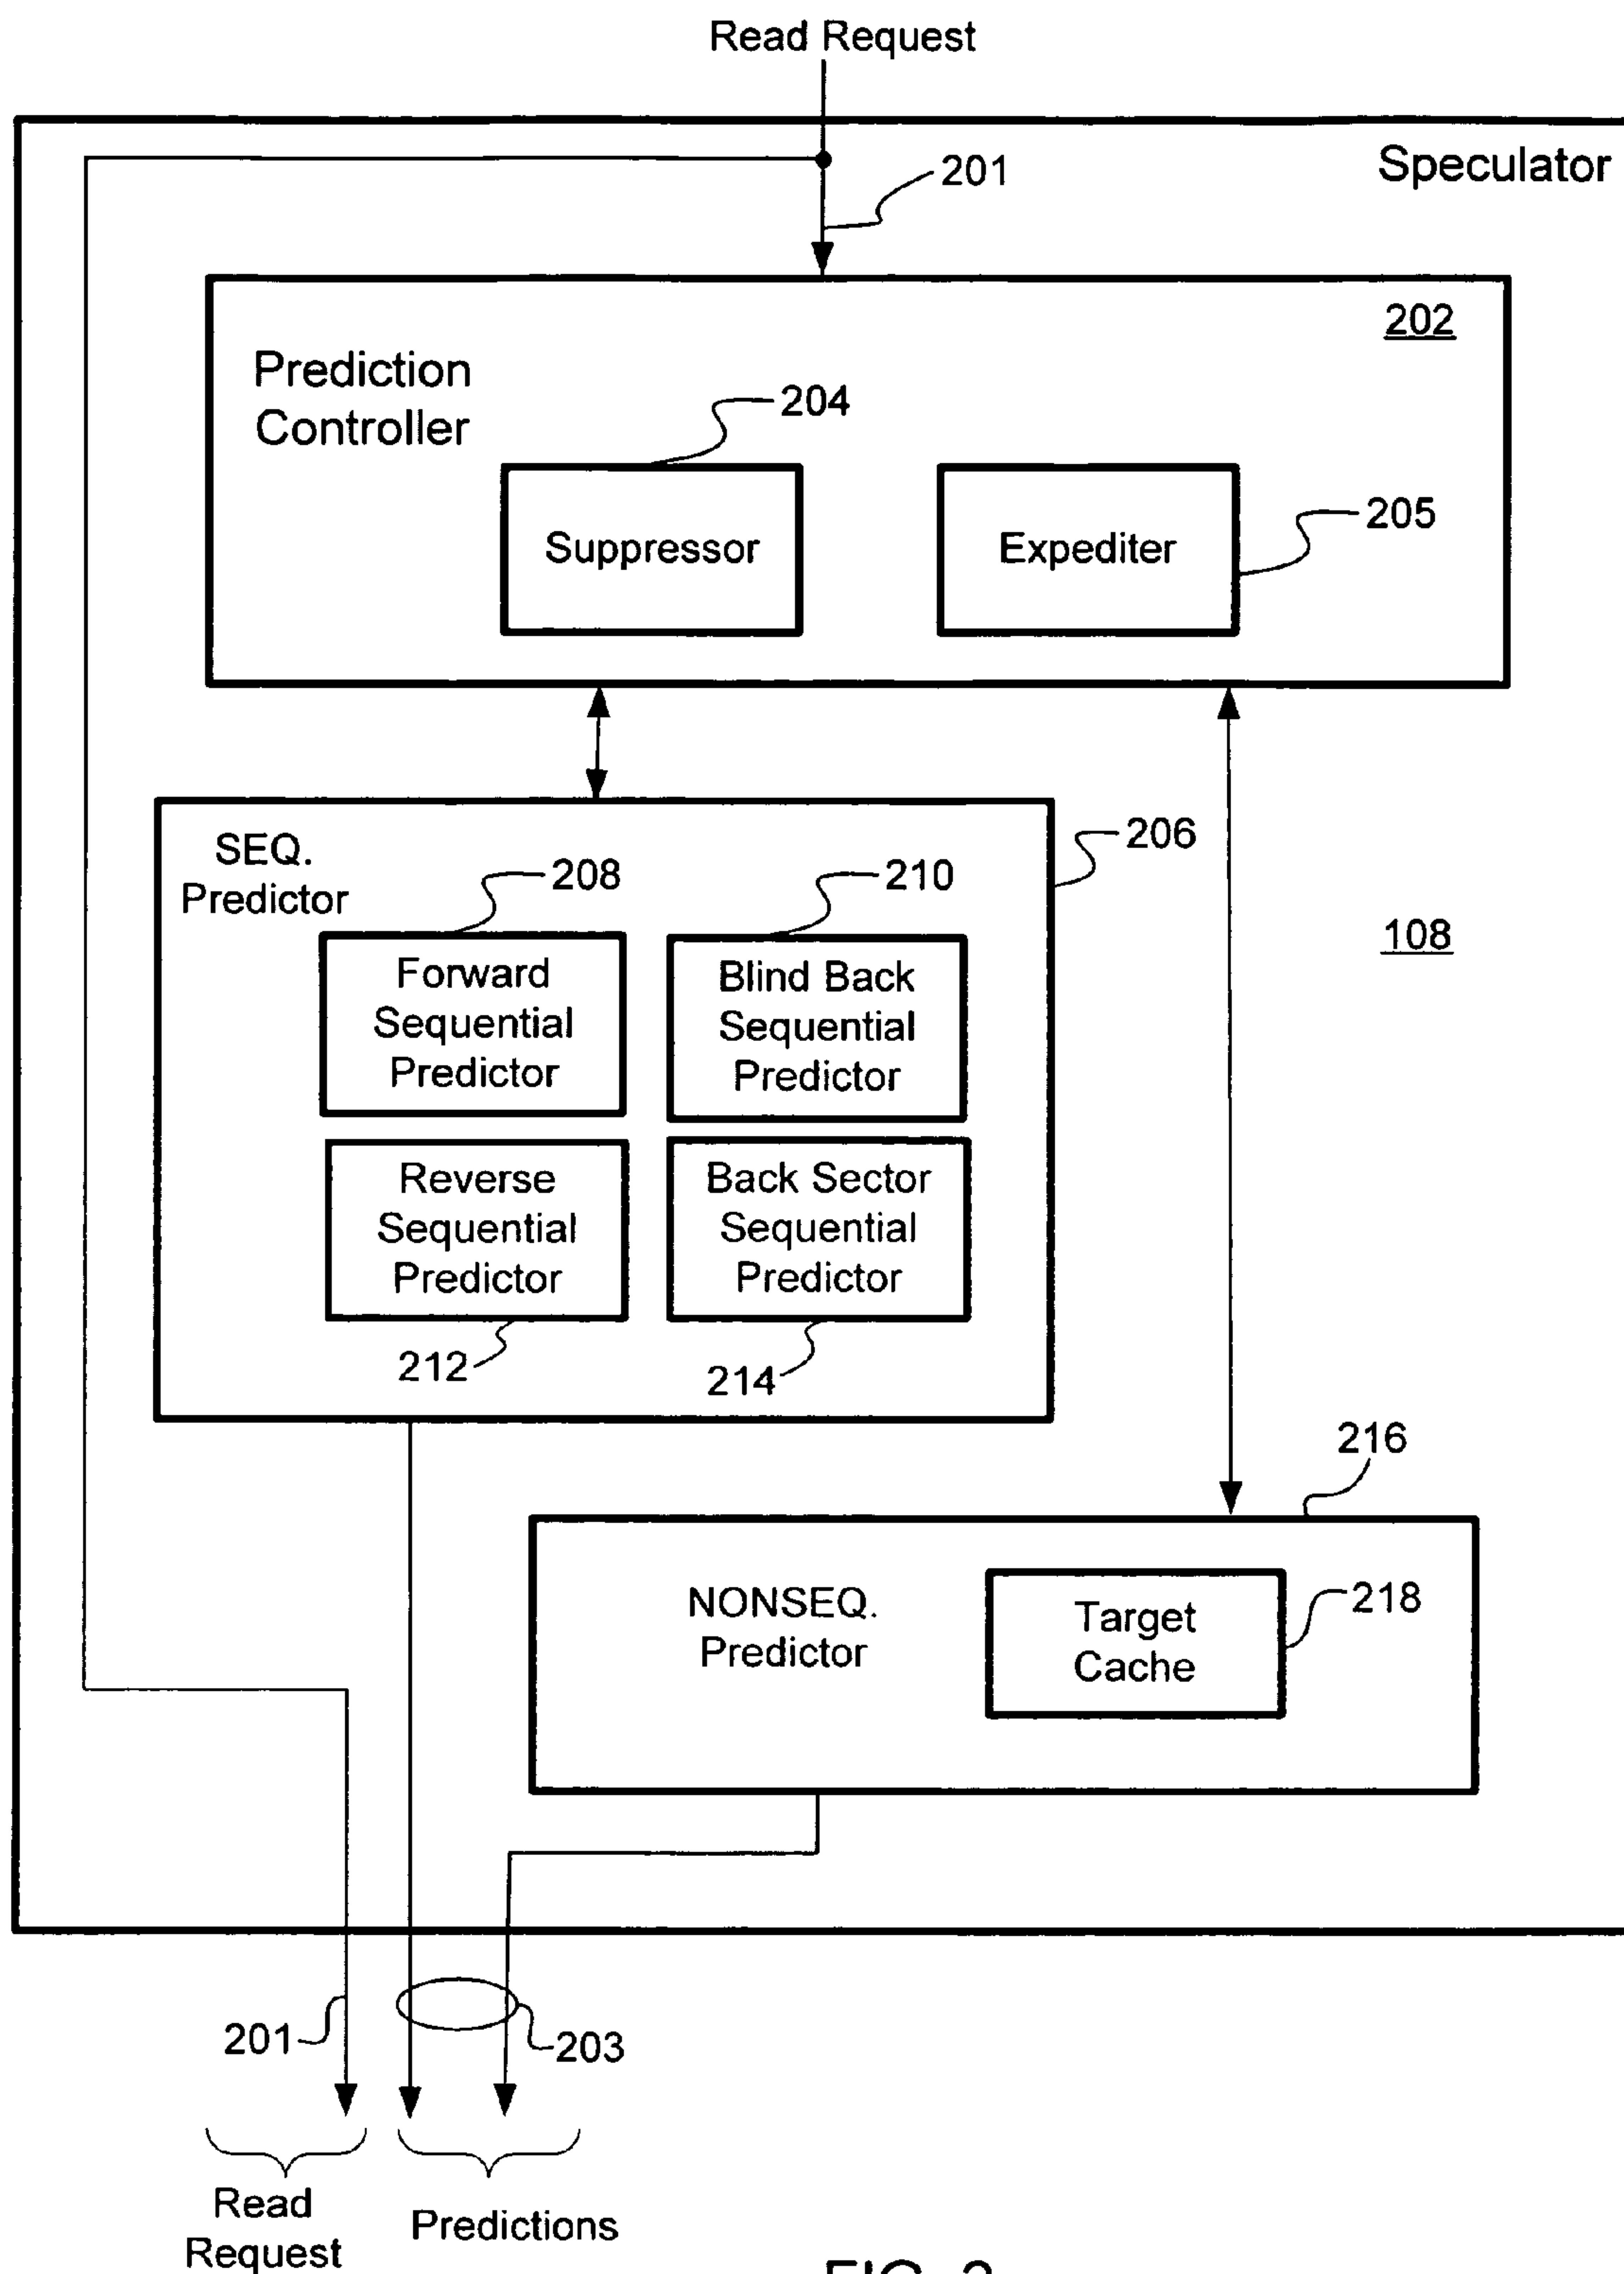 Read Request
Speculator
201
202
Prediction
Controller
204
205
Suppressor
Expediter
206
SEQ.
Predictor
208
210
108
Forward
Sequential
Predictor
Blind Back
Sequential
Predictor
Reverse
Sequential
Predictor
Back Sector
Sequential
Predictor
212
214
216
NONSEQ.
Predictor
Target
Cache
218
201
203
Read
Request
Predictions